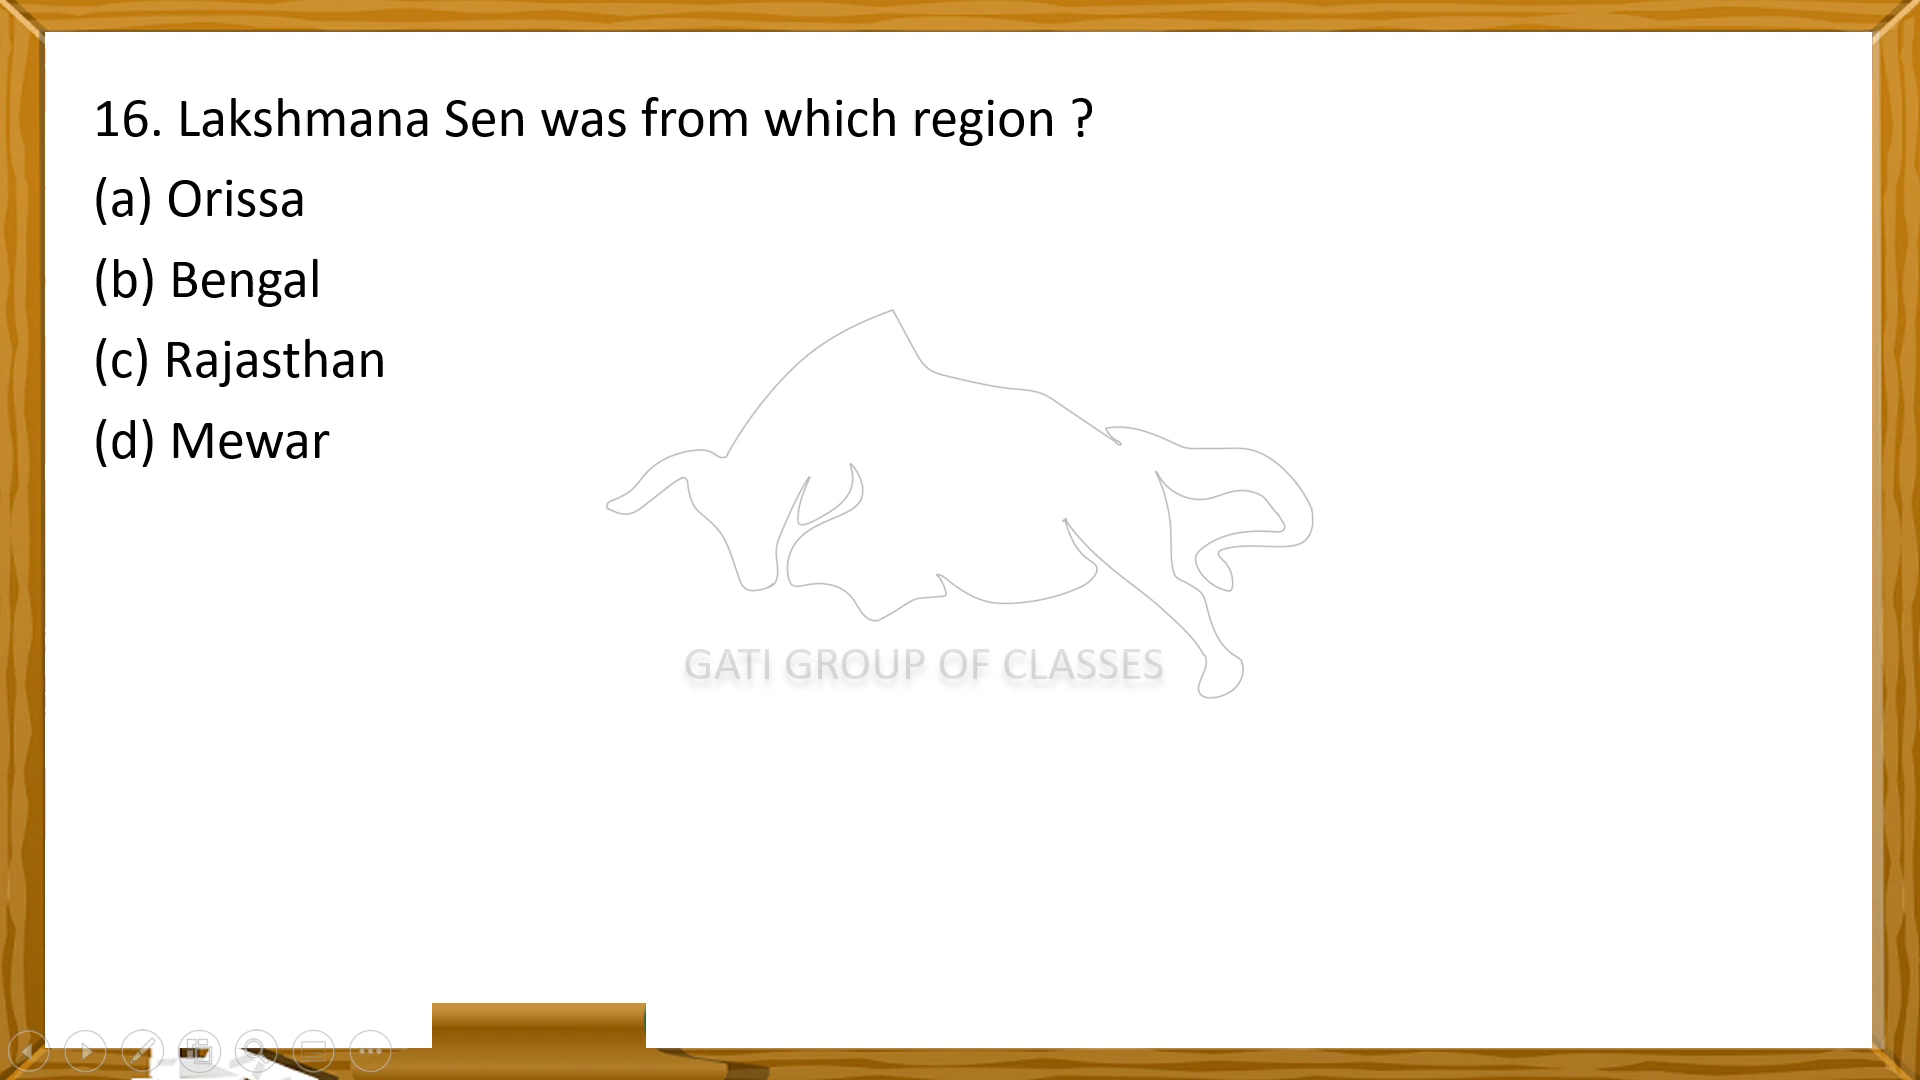 16. Lakshmana Sen was from which region ?
(a) Orissa
(b) Bengal
(c) Rajasthan
(d) Mewar
GATI GROUP OF CLASSES